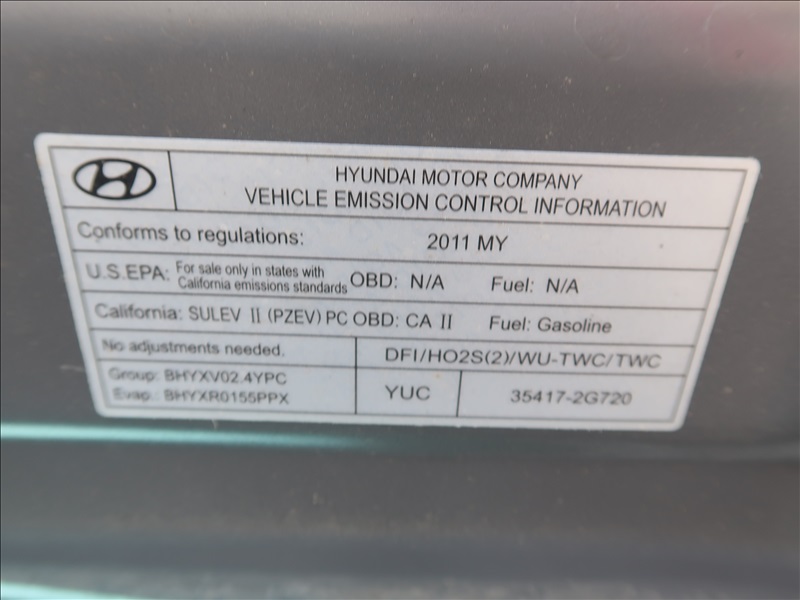 HYUNDAI MOTOR COMPANY
VEHICLE EMISSION CONTROL INFORMATION
Conforms to regulations: 2011 MY
U.S.EPA: For sale only in states with California emissions standards OBD: N/A Fuel: N/A
California: SULEV II (PZEV) PC OBD: CA II Fuel: Gasoline
No adjustments needed. DFI/HO2S(2)/WU-TWC/TWC
Group: BHYXV02.4YPC
Evap: BHYXR0155PPX
YUC 35417-2G720